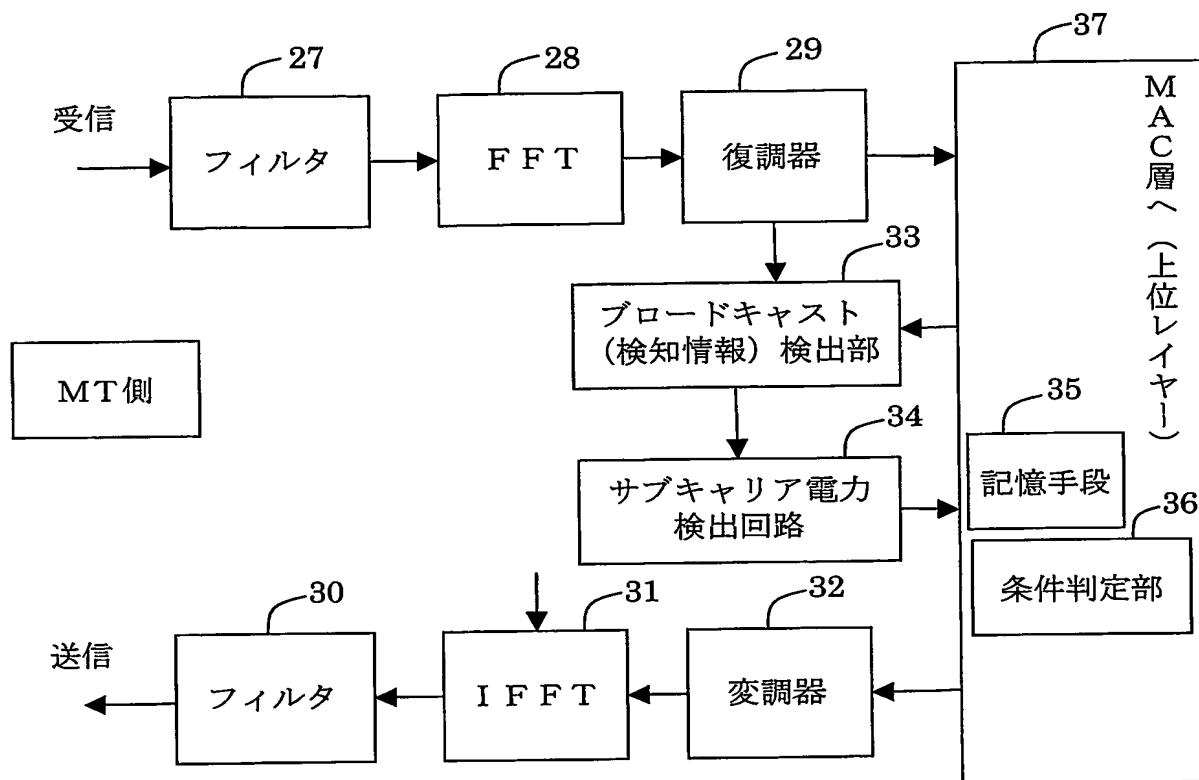 27
28
29
37
受信
フィルタ
ＦＦＴ
復調器
MAC層へ（上位レイヤー）
33
ブロードキャスト
（検知情報）検出部
MT側
34
サブキャリア電力
検出回路
35
記憶手段
36
条件判定部
30
31
32
送信
フィルタ
ＩＦＦＴ
変調器